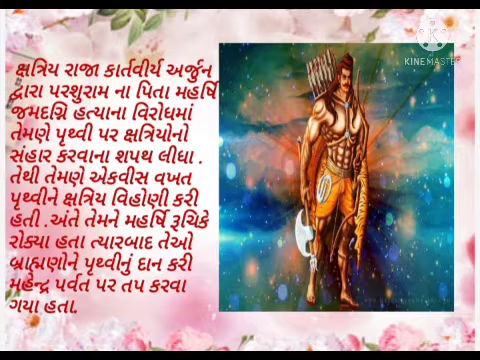 ક્ષત્રિય રાજા કાર્તવીર્ય અર્જુન
દ્વારા પરશુરામ ના પિતા મહર્ષિ
જમદગ્નિ હત્યાના વિરોધમાં
તેમણે પૃથ્વી પર ક્ષત્રિયોનો
સંહાર કરવાના શપથ લીધા .
તેથી તેમણે એકવીસ વખત
પૃથ્વીને ક્ષત્રિય વિહોણી કરી
હતી .અંતે તેમને મહર્ષિ રૂચિકે
રોક્યા હતા ત્યારબાદ તેઓ
બ્રાહ્મણોને પૃથ્વીનું દાન કરી
મહેન્દ્ર પર્વત પર તપ કરવા
ગયા હતા.
KINEMASTER